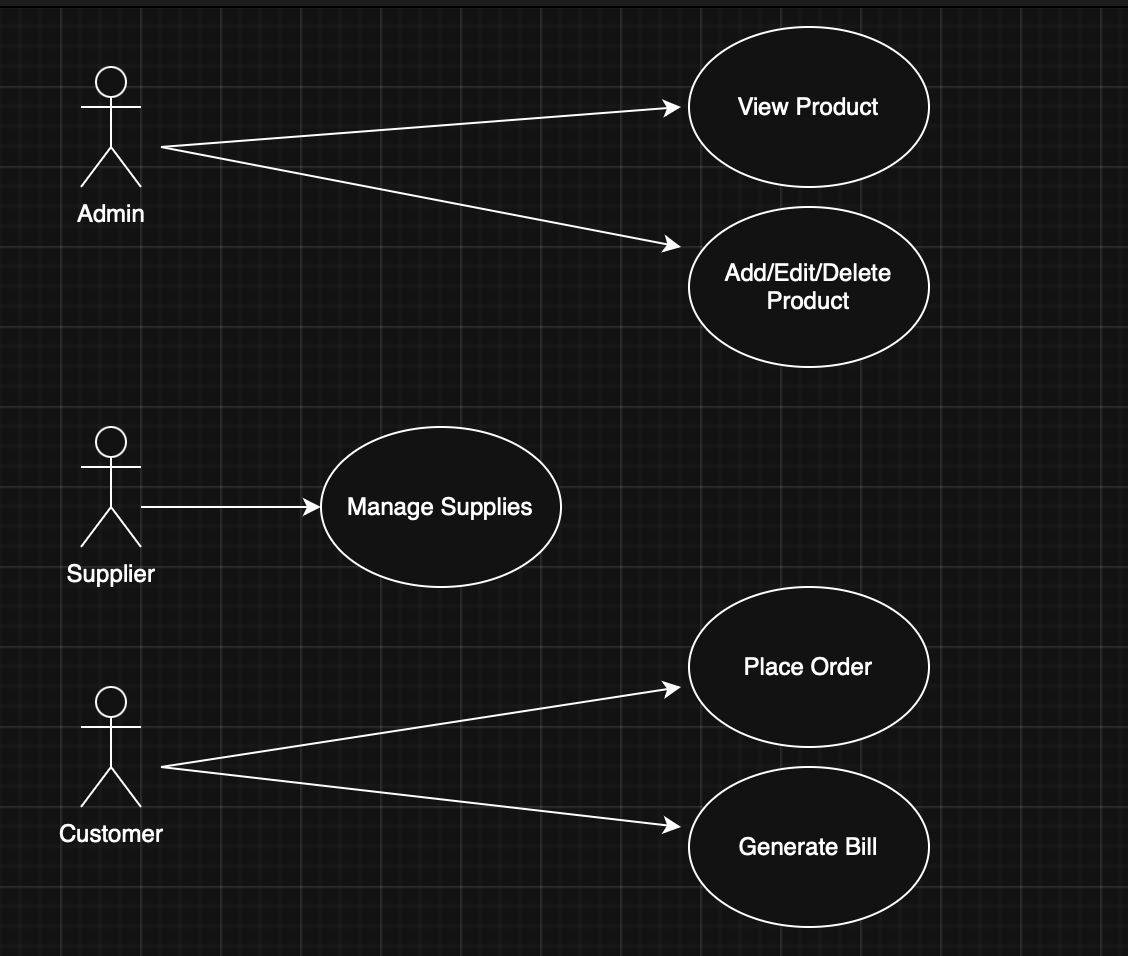 View Product
Admin
Add/Edit/Delete
Product
Manage Supplies
Supplier
Place Order
Customer
Generate Bill